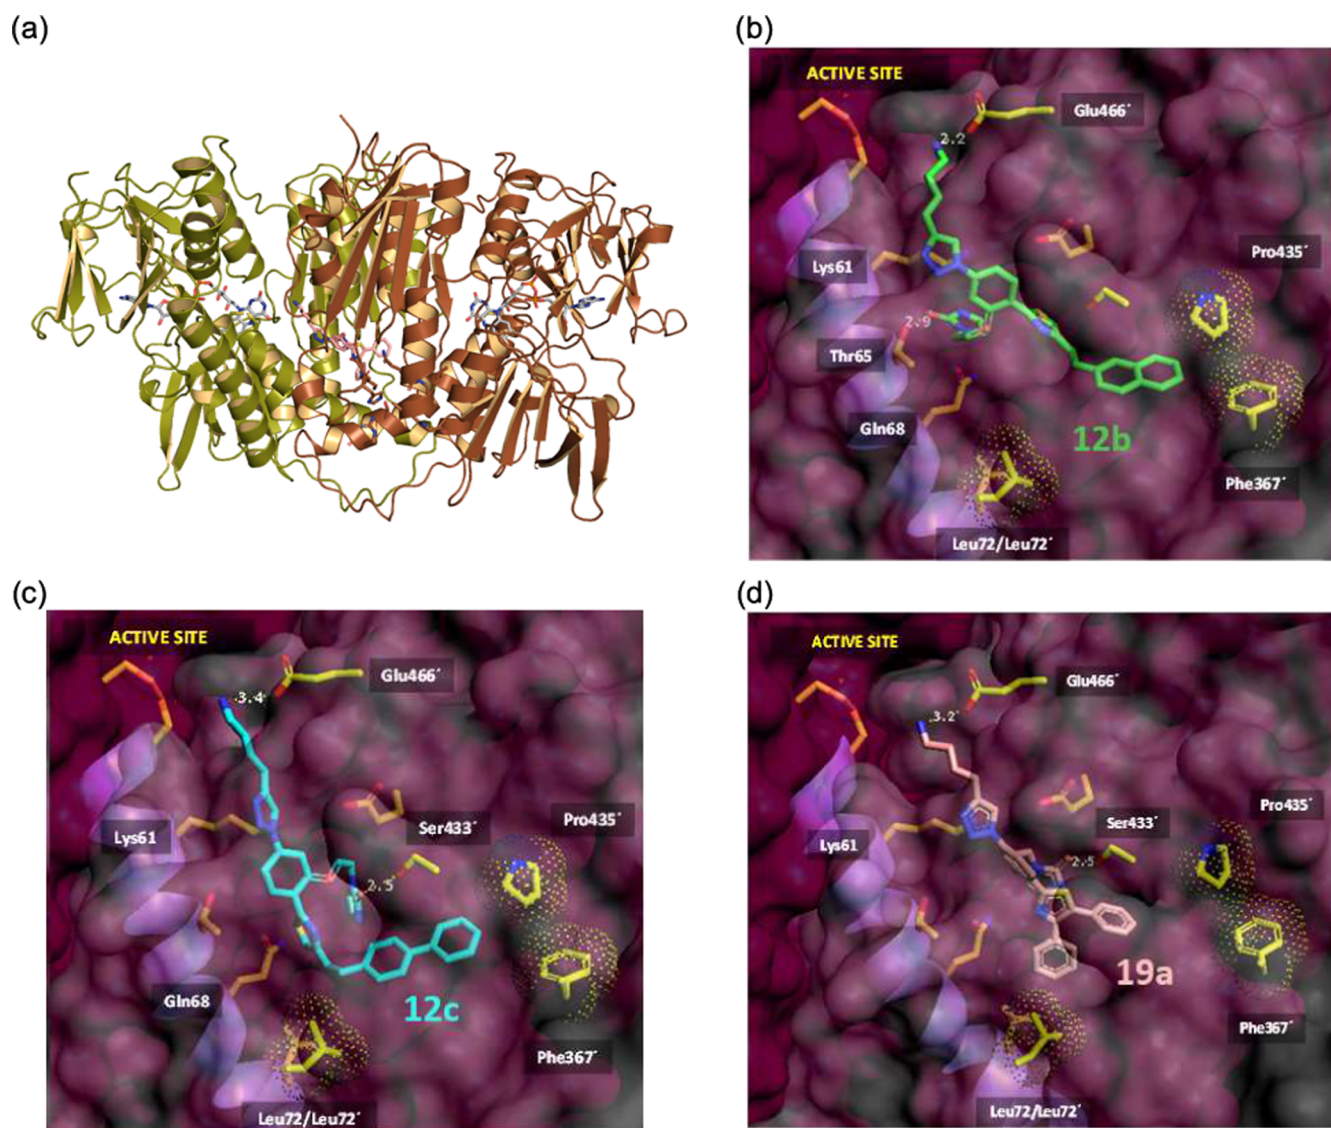 (a)
(b)
ACTIVE SITE
Glu466´
2.2
Lys61
Pro435´
2.9
Thr65
Gln68
12b
Phe367´
Leu72/Leu72´
(c)
ACTIVE SITE
Glu466´
3.4
Lys61
Ser433´
Pro435´
2.5
Gln68
12c
Phe367´
Leu72/Leu72´
(d)
ACTIVE SITE
Glu466´
3.2
Pro435´
Lys61
Ser433´
2.5
19a
Phe367´
Leu72/Leu72´